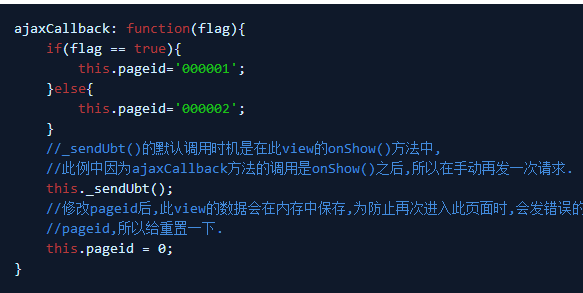 ajaxCallback: function(flag){
    if(flag == true){
        this.pageid='000001';
    }else{
        this.pageid='000002';
    }
    //_sendUbt()的默认调用时机是在此view的onShow()方法中,
    //此例中因为ajaxCallback方法的调用是onShow()之后,所以在手动再发一次请求.
    this._sendUbt();
    //修改pageid后,此view的数据会在内存中保存,为防止再次进入此页面时,会发错误的
    //pageid,所以给重置一下.
    this.pageid = 0;
}